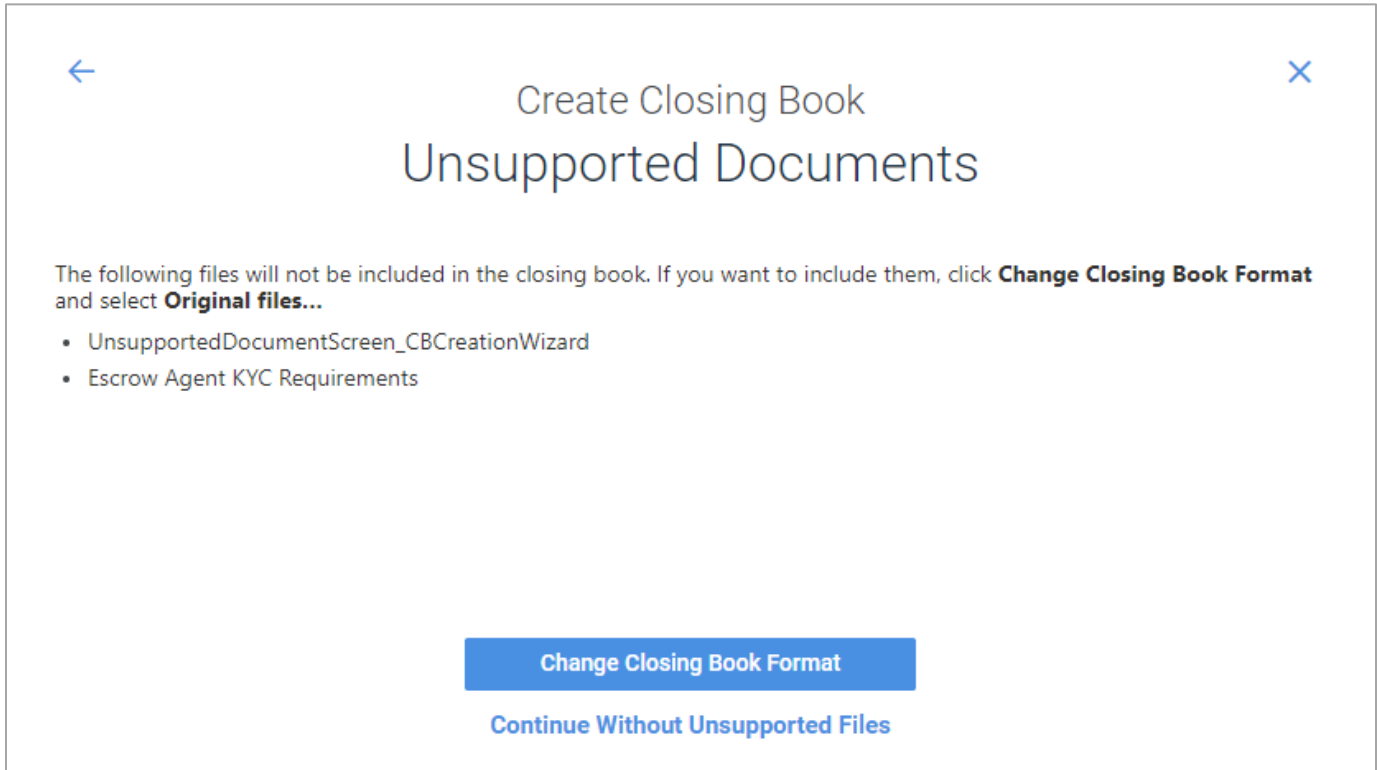 Create Closing Book
Unsupported Documents
The following files will not be included in the closing book. If you want to include them, click Change Closing Book Format
and select Original files...
• UnsupportedDocumentScreen_CBCreationWizard
• Escrow Agent KYC Requirements
Change Closing Book Format
Continue Without Unsupported Files